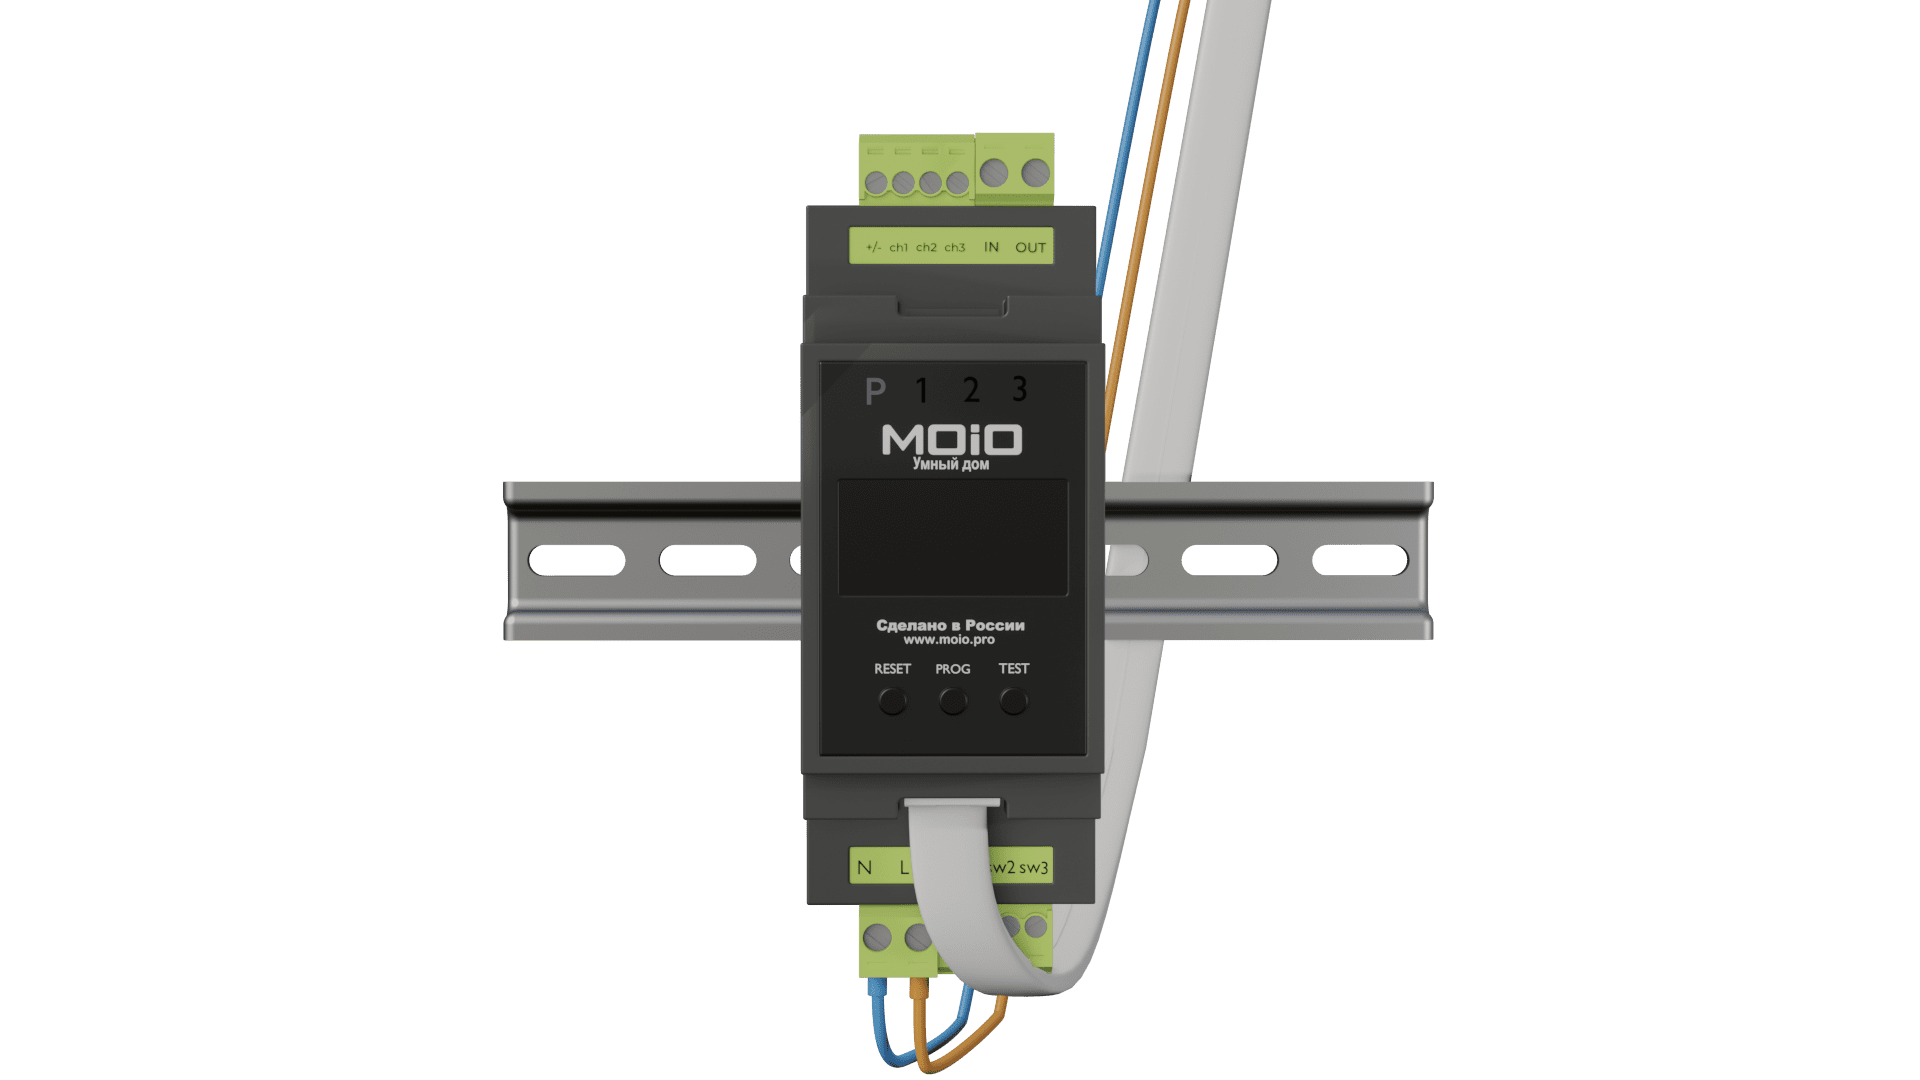 +/- ch1 ch2 ch3 IN OUT
P 1 2 3
MOiO
Умный дом
Сделано в России
www.moio.pro
RESET PROG TEST
N L sw2 sw3